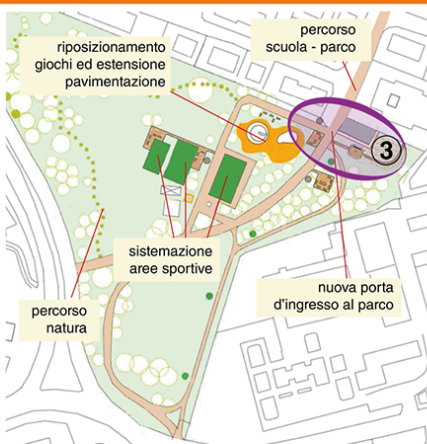 percorso
scuola - parco
riposizionamento
giochi ed estensione
pavimentazione
3
sistemazione
aree sportive
nuova porta
d'ingresso al parco
percorso
natura